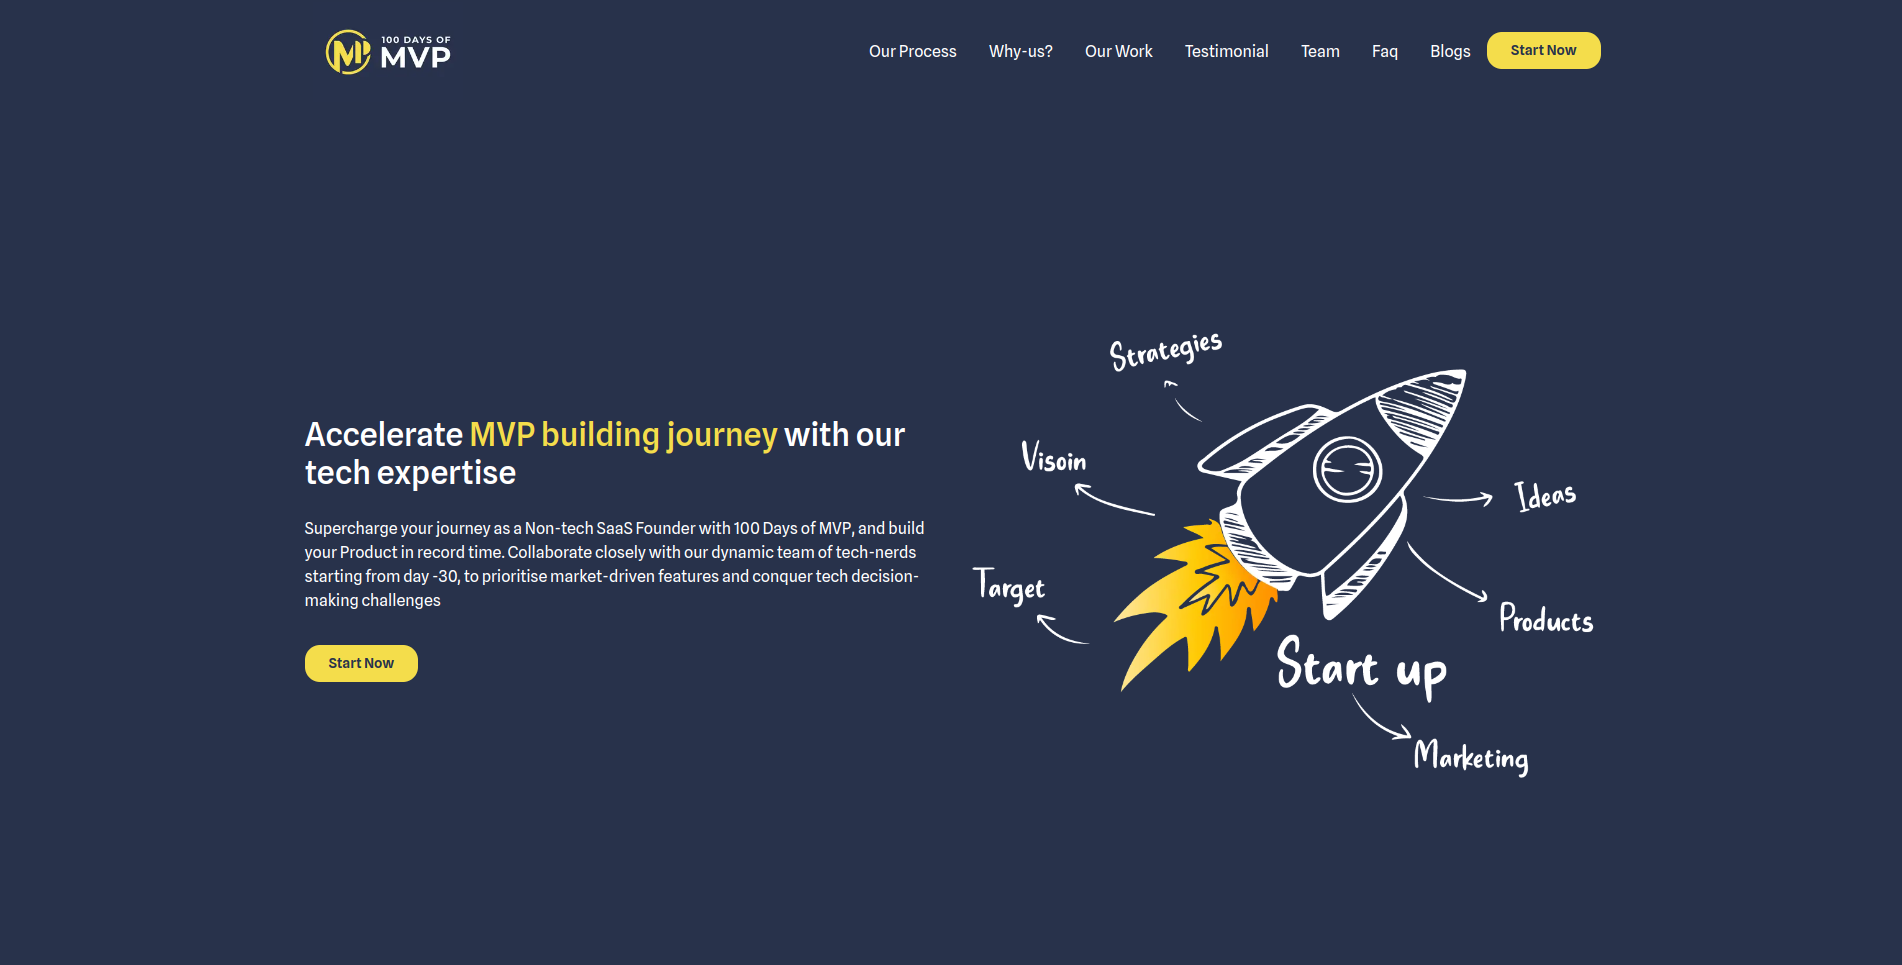 100 DAYS OF
MVP
Our Process
Why-us?
Our Work
Testimonial
Team
Faq
Blogs
Start Now
Accelerate MVP building journey with our
tech expertise
Supercharge your journey as a Non-tech SaaS Founder with 100 Days of MVP, and build
your Product in record time. Collaborate closely with our dynamic team of tech-nerds
starting from day -30, to prioritise market-driven features and conquer tech decision-
making challenges
Start Now
Strategies
Visoin
Ideas
Target
Products
Start up
Marketing